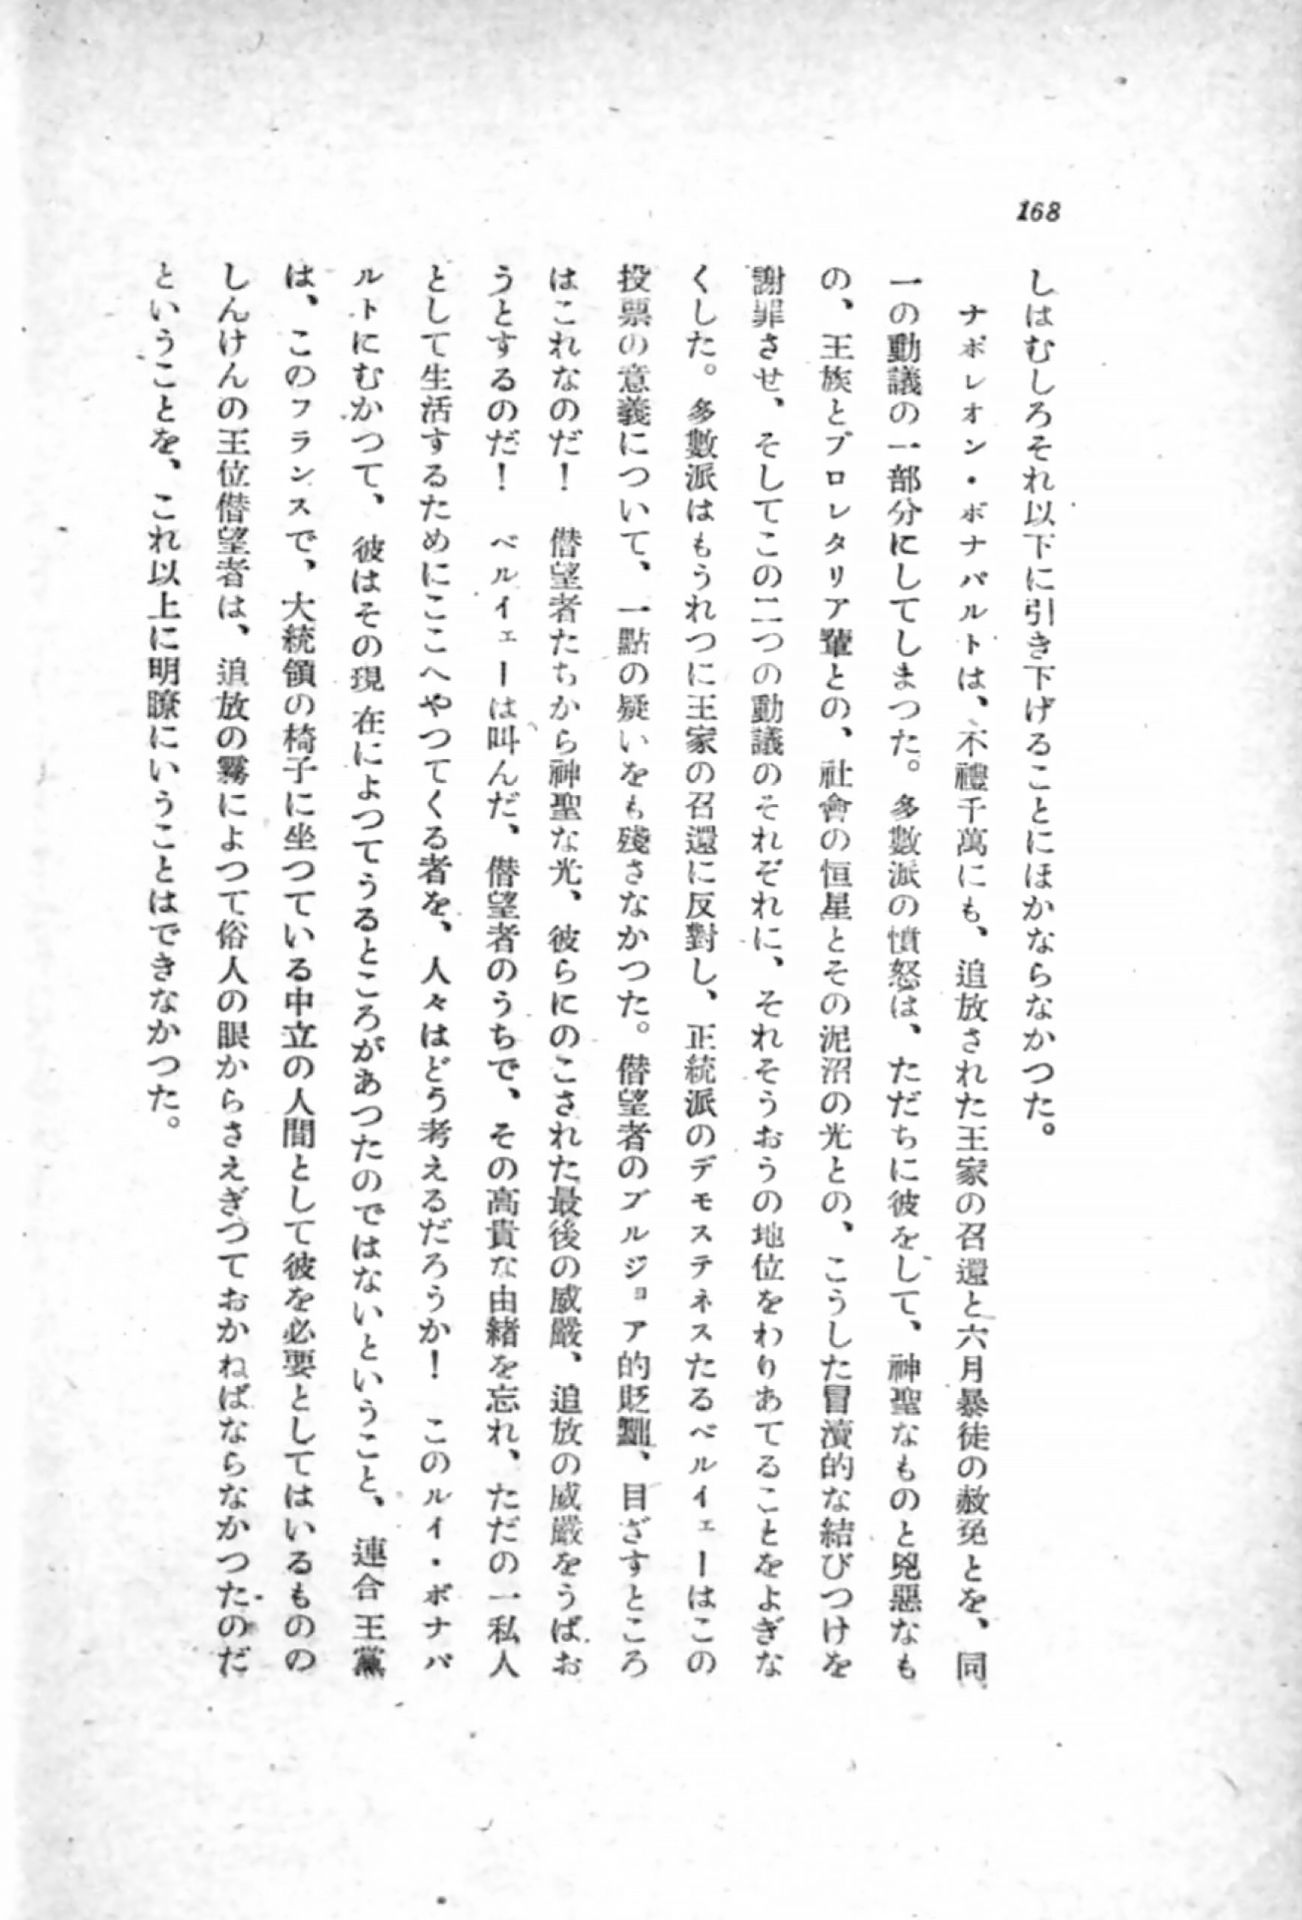 168
しはむしろそれ以下に引き下げることにほかならなかつた。
ナポレオン・ボナパルトは、不禮千萬にも、追放された王家の召還と六月暴徒の赦免とを、同
一の動議の一部分にしてしまつた。多數派の憤怒は、ただちに彼をして、神聖なものと兇惡なも
の、王族とプロレタリア輩との、社會の恒星とその泥沼の光との、こうした冒瀆的な結びつけを
謝罪させ、そしてこの二つの動議のそれぞれに、それそうおうの地位をわりあてることをよぎな
くした。多數派はもうれつに王家の召還に反對し、正統派のデモステネスたるベルイェーはこの
投票の意義について、一點の疑いをも殘さなかつた。僭望者のブルジョア的貶黜、目ざすところ
はこれなのだ！　僭望者たちから神聖な光、彼らにのこされた最後の威嚴、追放の威嚴をうばお
うとするのだ！　ベルイェーは叫んだ、僭望者のうちで、その高貴な由緒を忘れ、ただの一私人
として生活するためにここへやつてくる者を、人々はどう考えるだろうか！　このルイ・ボナパ
ルトにむかつて、彼はその現在によつてうるところがあつたのではないということ、連合王黨
は、このフランスで、大統領の椅子に坐つている中立の人間として彼を必要としてはいるものの
しんけんの王位僭望者は、追放の霧によつて俗人の眼からさえぎつておかねばならなかつたのだ
ということを、これ以上に明瞭にいうことはできなかつた。